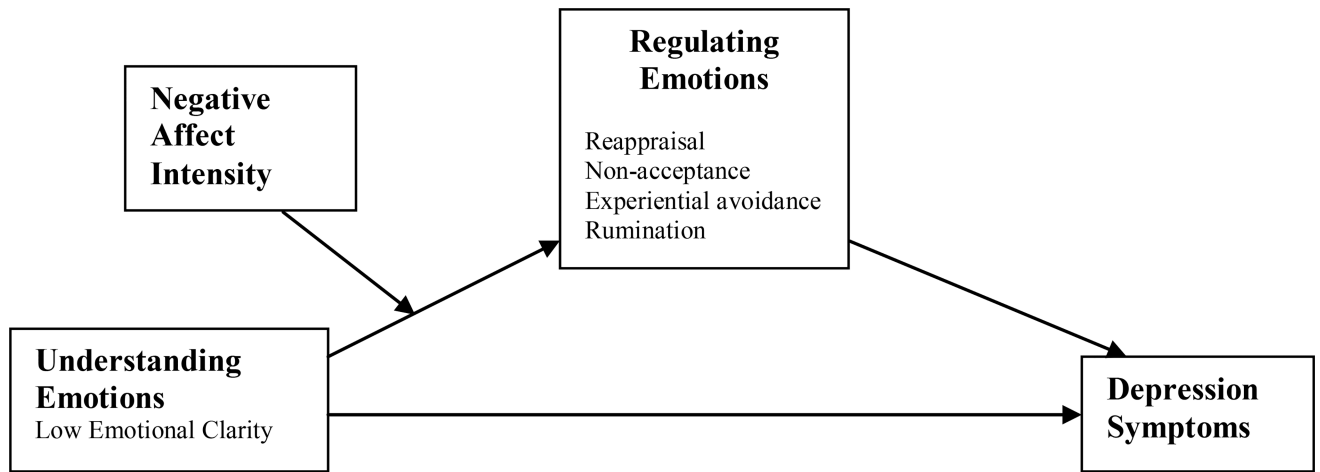 Regulating
Emotions
Reappraisal
Non-acceptance
Experiential avoidance
Rumination
Negative
Affect
Intensity
Understanding
Emotions
Low Emotional Clarity
Depression
Symptoms